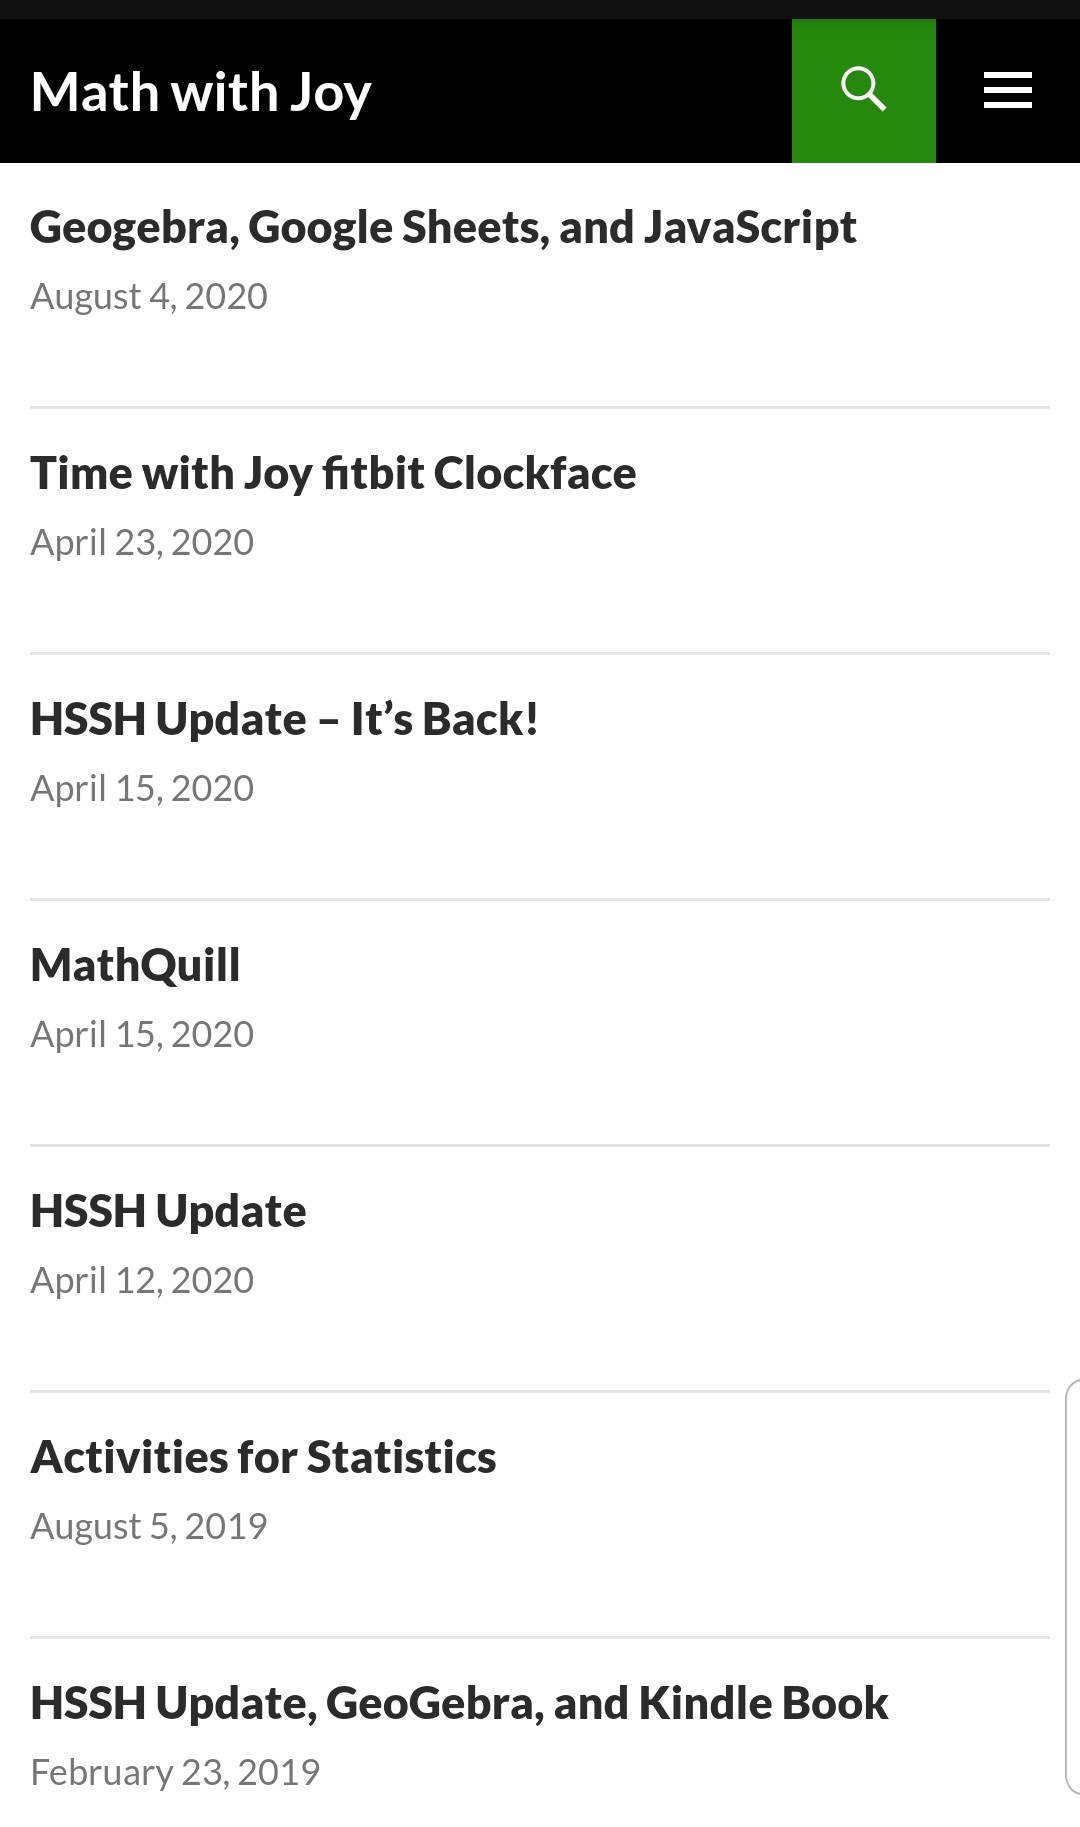 Math with Joy
Geogebra, Google Sheets, and JavaScript
August 4, 2020
Time with Joy fitbit Clockface
April 23, 2020
HSSH Update – It’s Back!
April 15, 2020
MathQuill
April 15, 2020
HSSH Update
April 12, 2020
Activities for Statistics
August 5, 2019
HSSH Update, GeoGebra, and Kindle Book
February 23, 2019